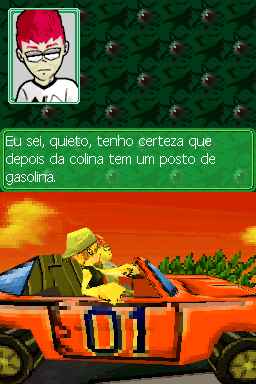 Eu sei, quieto, tenho certeza que
depois da colina tem um posto de
gasolina.
01